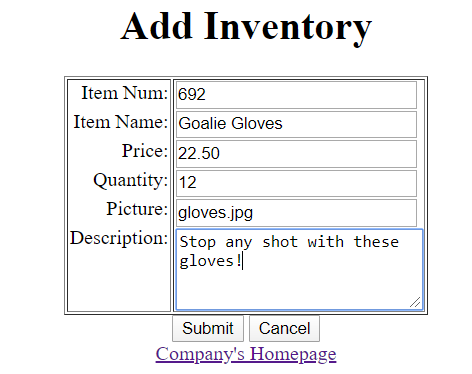 Add Inventory
Item Num: 692
Item Name: Goalie Gloves
Price: 22.50
Quantity: 12
Picture: gloves.jpg
Description: Stop any shot with these
gloves!
Submit Cancel
Company's Homepage